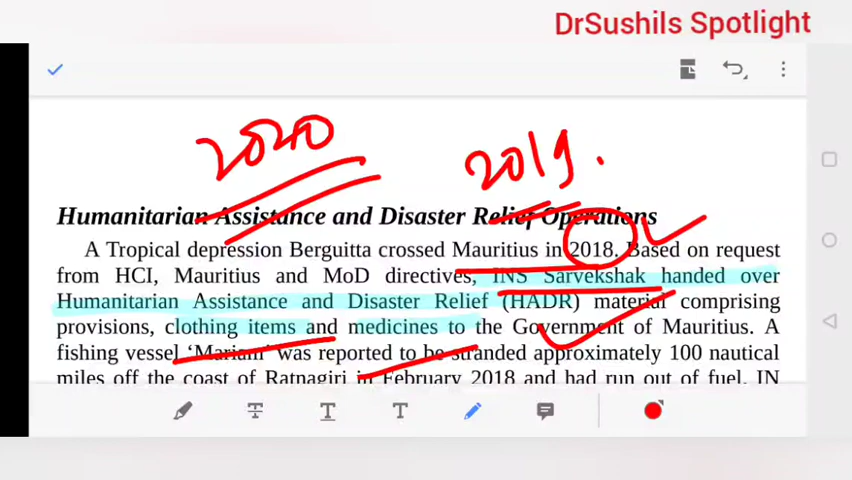 DrSushils Spotlight
2020
2019.
Humanitarian Assistance and Disaster Relief Operations
A Tropical depression Berguitta crossed Mauritius in 2018. Based on request
from HCI, Mauritius and MoD directives, INS Sarvekshak handed over
Humanitarian Assistance and Disaster Relief (HADR) material comprising
provisions, clothing items and medicines to the Government of Mauritius. A
fishing vessel ‘Mariam’ was reported to be stranded approximately 100 nautical
miles off the coast of Ratnagiri in February 2018 and had run out of fuel. IN